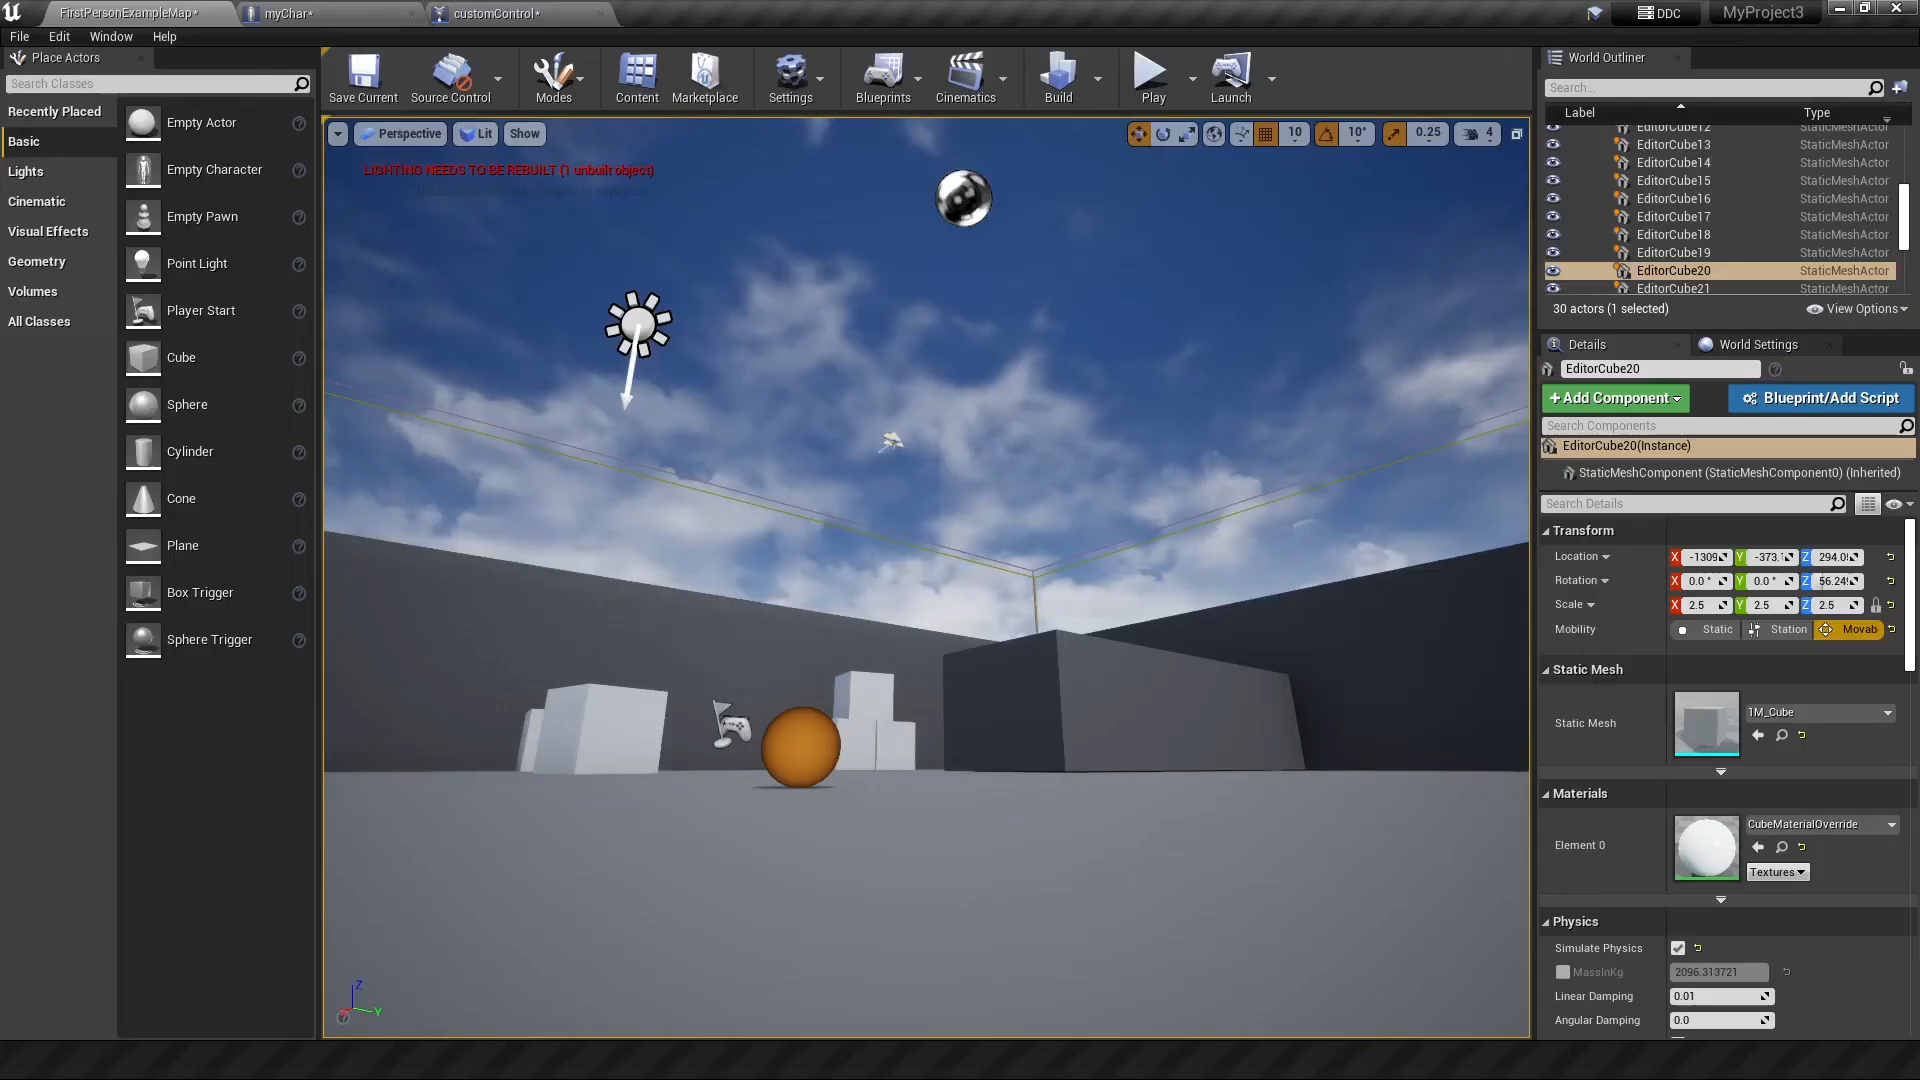 FirstPersonExampleMap*
myChar*
customControl*
DDC
MyProject3
File Edit Window Help
Place Actors
Search Classes
Recently Placed
Basic
Lights
Cinematic
Visual Effects
Geometry
Volumes
All Classes
Empty Actor
Empty Character
Empty Pawn
Point Light
Player Start
Cube
Sphere
Cylinder
Cone
Plane
Box Trigger
Sphere Trigger
Save Current
Source Control
Modes
Content
Marketplace
Settings
Blueprints
Cinematics
Build
Play
Launch
Perspective
Lit
Show
10
10°
0.25
4
LIGHTING NEEDS TO BE REBUILT (1 unbuilt object)
Z
Y
World Outliner
Search...
Label Type
EditorCube12 StaticMeshActor
EditorCube13 StaticMeshActor
EditorCube14 StaticMeshActor
EditorCube15 StaticMeshActor
EditorCube16 StaticMeshActor
EditorCube17 StaticMeshActor
EditorCube18 StaticMeshActor
EditorCube19 StaticMeshActor
EditorCube20 StaticMeshActor
EditorCube21 StaticMeshActor
30 actors (1 selected)
View Options
Details
World Settings
EditorCube20
+Add Component
Blueprint/Add Script
Search Components
EditorCube20(Instance)
StaticMeshComponent (StaticMeshComponent0) (Inherited)
Search Details
Transform
Location X -1309 Y -373.1 Z 294.0
Rotation X 0.0 ° Y 0.0 ° Z 56.24
Scale X 2.5 Y 2.5 Z 2.5
Mobility Static Station Movab
Static Mesh
Static Mesh
1M_Cube
Materials
Element 0
CubeMaterialOverride
Textures
Physics
Simulate Physics
MassInKg 2096.313721
Linear Damping 0.01
Angular Damping 0.0